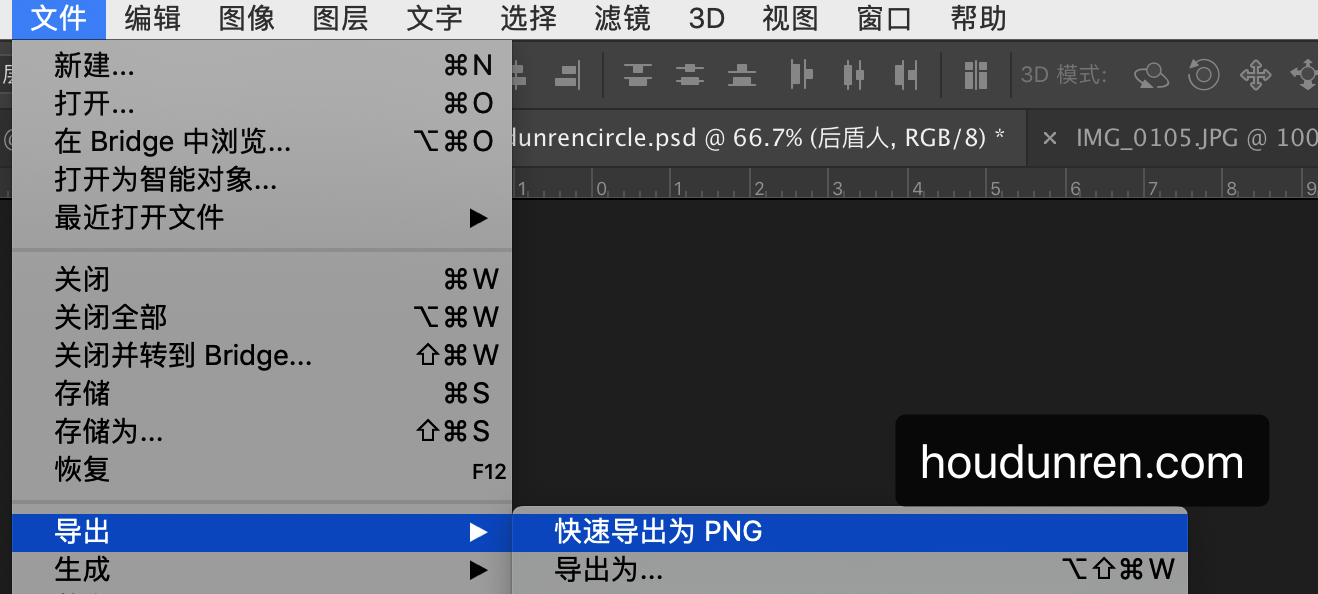 文件 编辑 图像 图层 文字 选择 滤镜 3D 视图 窗口 帮助
3D 模式:
dunrencircle.psd @ 66.7% (后盾人, RGB/8) * × IMG_0105.JPG @ 100
1 0 1 2 3 4 5 6 7 8 9
新建... ⌘N
打开... ⌘O
在 Bridge 中浏览... ⌥⌘O
打开为智能对象...
最近打开文件 ▶
关闭 ⌘W
关闭全部 ⌥⌘W
关闭并转到 Bridge... ⇧⌘W
存储 ⌘S
存储为... ⇧⌘S
恢复 F12
houdunren.com
导出 ▶
快速导出为 PNG
生成 ▶
导出为... ⌥⇧⌘W